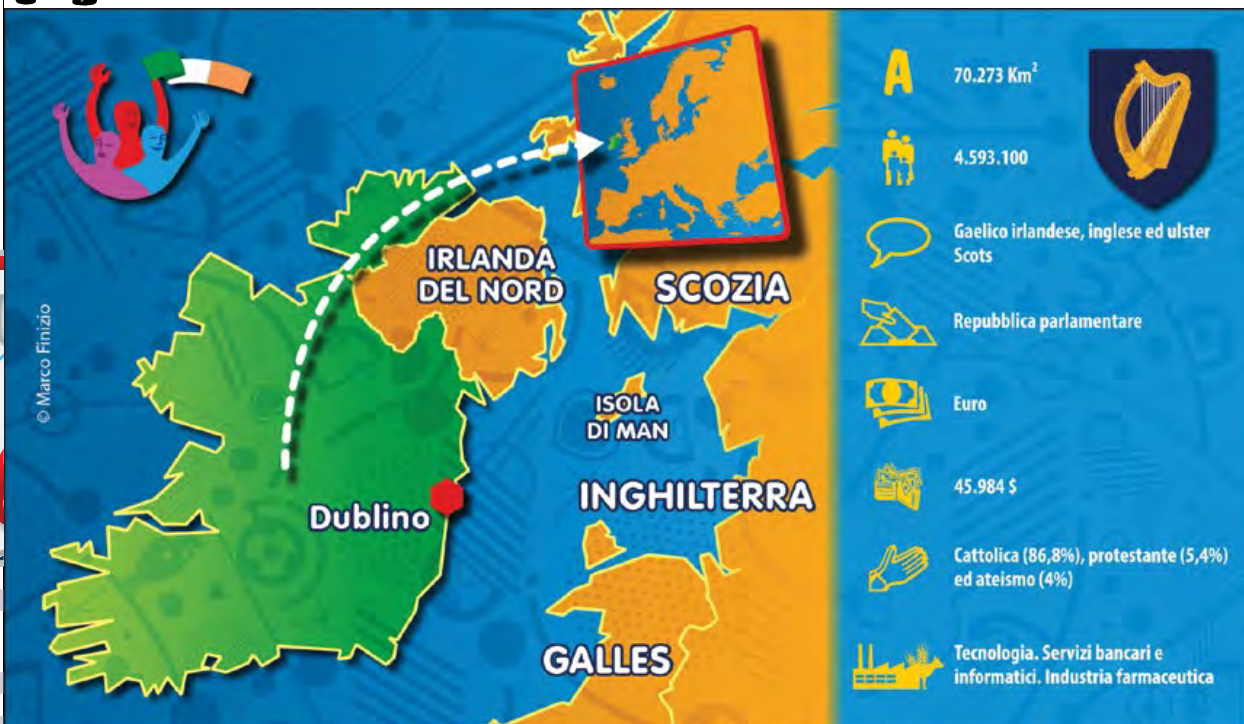 IRLANDA
DEL NORD
SCOZIA
ISOLA
DI MAN
INGHILTERRA
Dublino
GALLES
© Marco Finizio
A
70.273 Km²
4.593.100
Gaelico irlandese, inglese ed ulster
Scots
Repubblica parlamentare
Euro
45.984 $
Cattolica (86,8%), protestante (5,4%)
ed ateismo (4%)
Tecnologia. Servizi bancari e
informatici. Industria farmaceutica